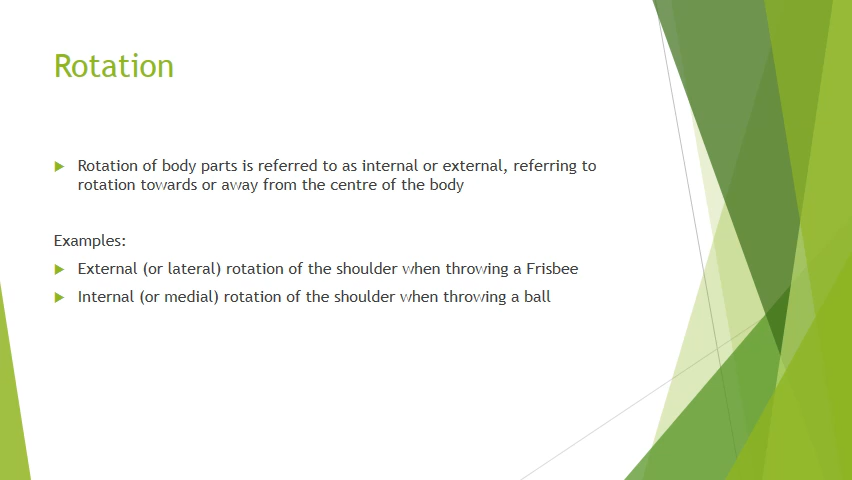 Rotation
Rotation of body parts is referred to as internal or external, referring to
rotation towards or away from the centre of the body
Examples:
External (or lateral) rotation of the shoulder when throwing a Frisbee
Internal (or medial) rotation of the shoulder when throwing a ball